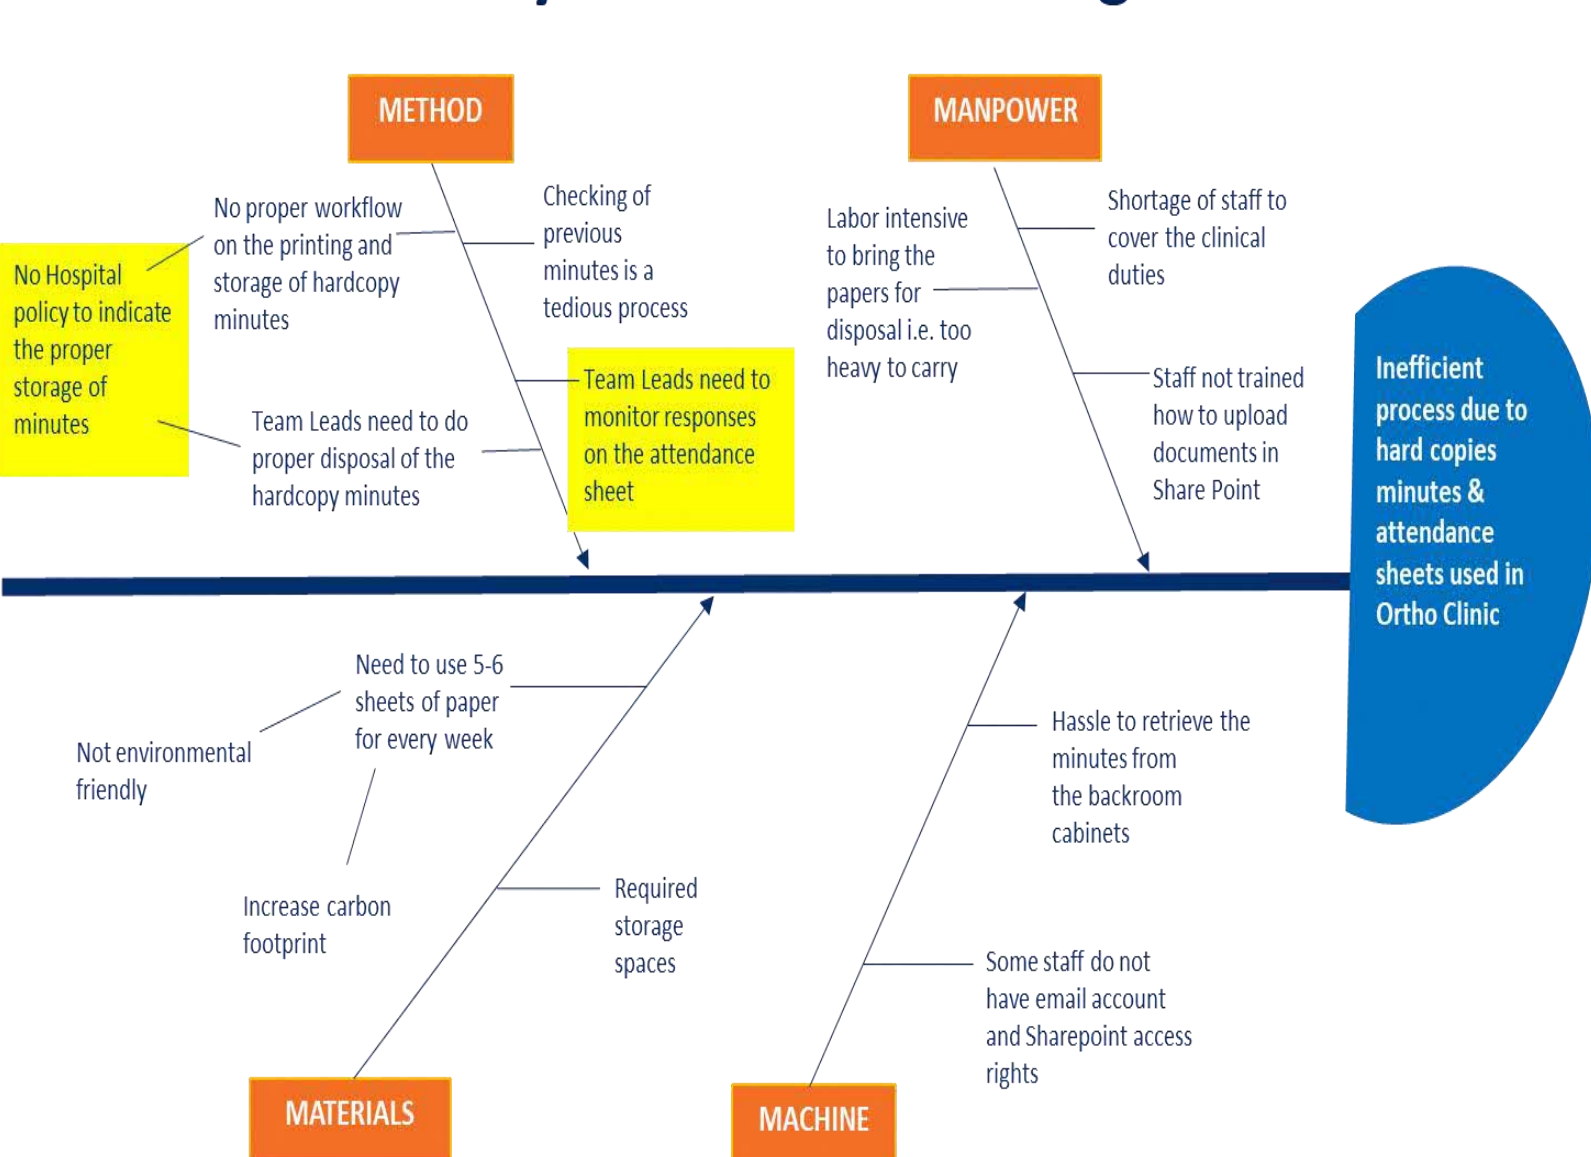 METHOD
MANPOWER
No proper workflow
on the printing and
storage of hardcopy
minutes
Checking of
previous
minutes is a
tedious process
Labor intensive
to bring the
papers for
disposal i.e. too
heavy to carry
Shortage of staff to
cover the clinical
duties
No Hospital
policy to indicate
the proper
storage of
minutes
Team Leads need to do
proper disposal of the
hardcopy minutes
Team Leads need to
monitor responses
on the attendance
sheet
Staff not trained
how to upload
documents in
Share Point
Inefficient
process due to
hard copies
minutes &
attendance
sheets used in
Ortho Clinic
Need to use 5-6
sheets of paper
for every week
Not environmental
friendly
Increase carbon
footprint
Required
storage
spaces
Hassle to retrieve the
minutes from
the backroom
cabinets
Some staff do not
have email account
and Sharepoint access
rights
MATERIALS
MACHINE